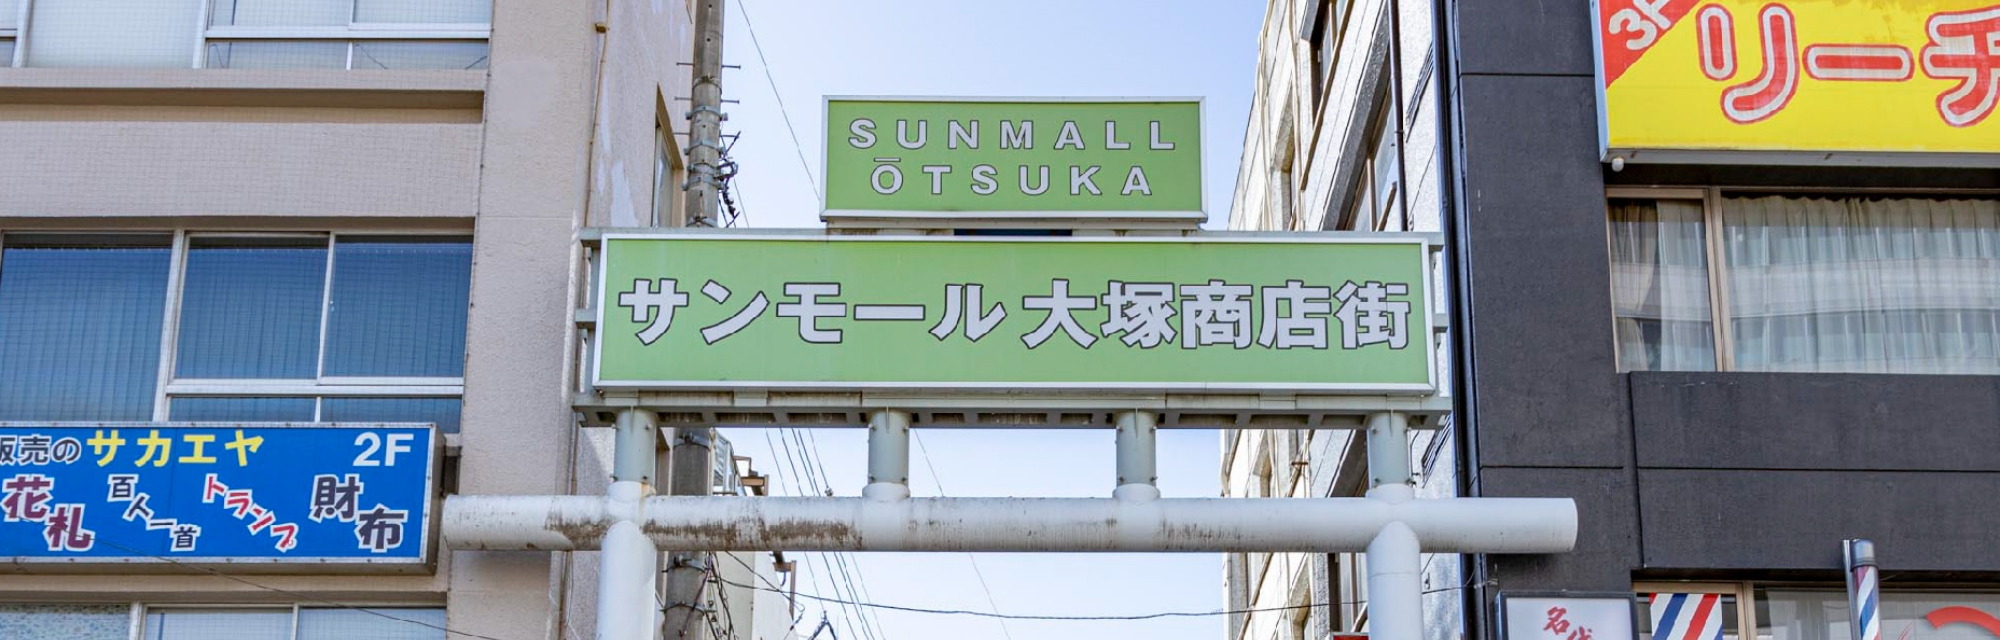 SUNMALL
ŌTSUKA
サンモール 大塚商店街
販売の サカエヤ 2F
花札 百人一首 トランプ 財布
3F
リーチ